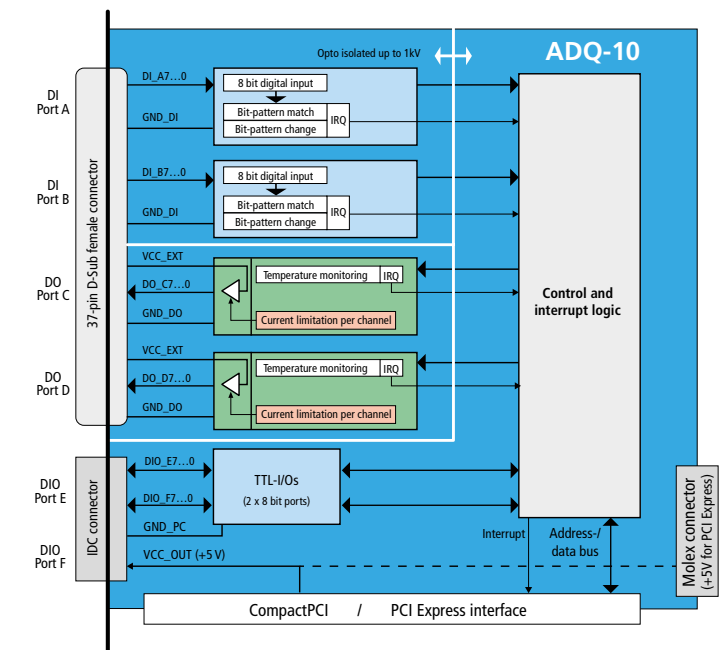 Opto isolated up to 1kV
ADQ-10
DI
Port A
DI_A7...0
GND_DI
8 bit digital input
Bit-pattern match
Bit-pattern change
IRQ
DI
Port B
DI_B7...0
GND_DI
8 bit digital input
Bit-pattern match
Bit-pattern change
IRQ
37-pin D-Sub female connector
DO
Port C
VCC_EXT
DO_C7...0
GND_DO
Temperature monitoring
IRQ
Current limitation per channel
Control and
interrupt logic
DO
Port D
VCC_EXT
DO_D7...0
GND_DO
Temperature monitoring
IRQ
Current limitation per channel
DIO
Port E
DIO
Port F
IDC connector
DIO_E7...0
DIO_F7...0
GND_PC
VCC_OUT (+5 V)
TTL-I/Os
(2 x 8 bit ports)
Interrupt
Address-/
data bus
Molex connector
(+5V for PCI Express)
CompactPCI / PCI Express interface